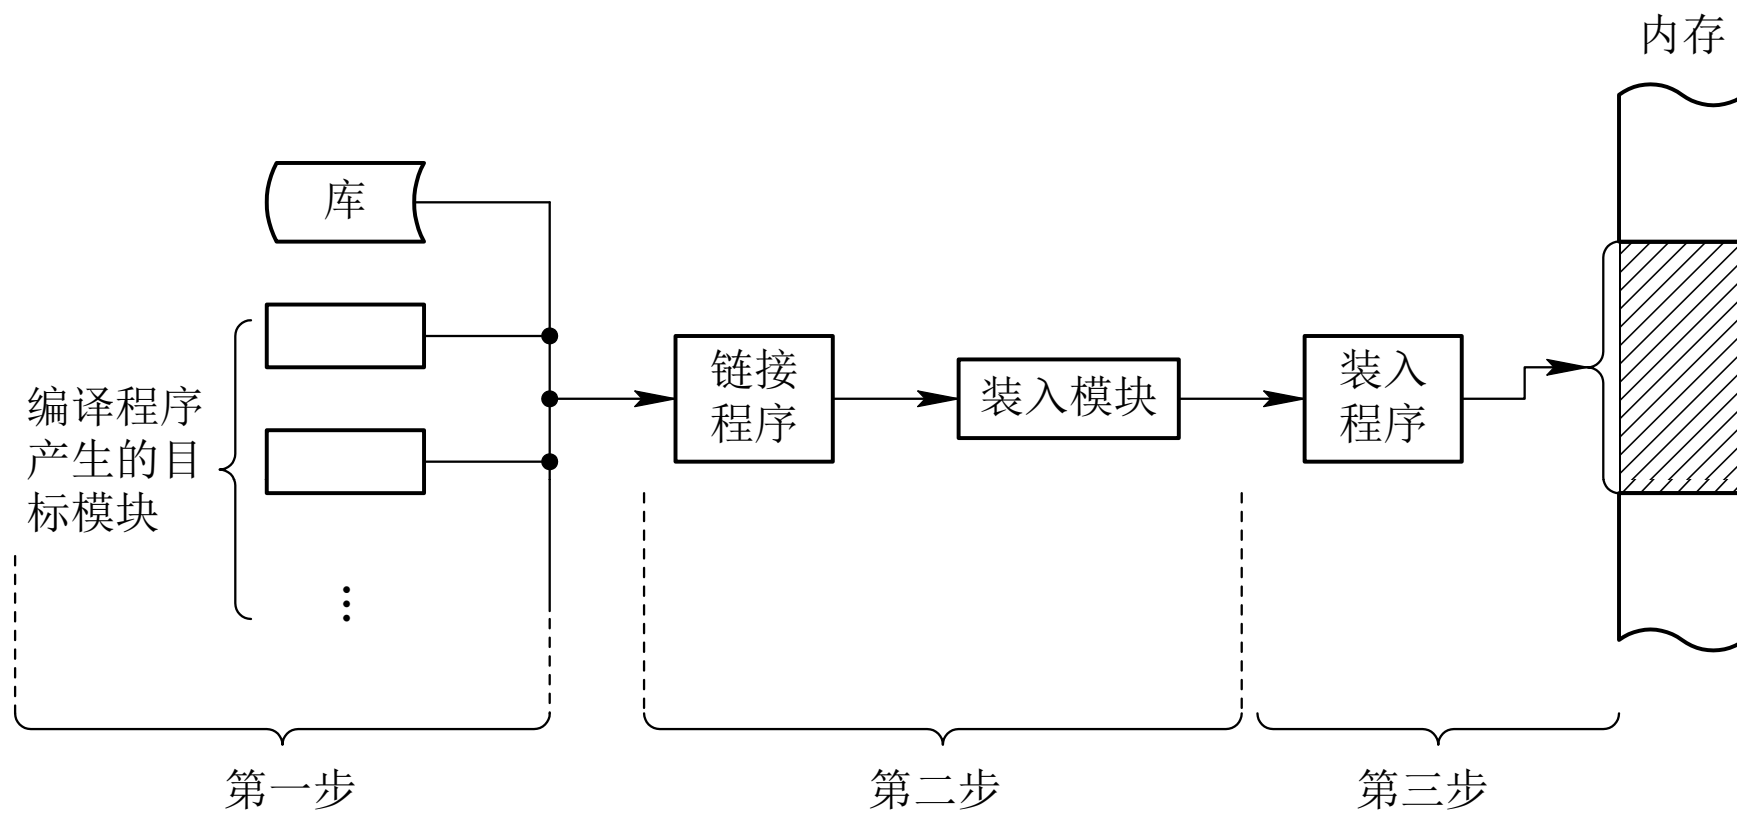 内存
库
编译程序
产生的目
标模块
链接
程序
装入模块
装入
程序
第一步
第二步
第三步